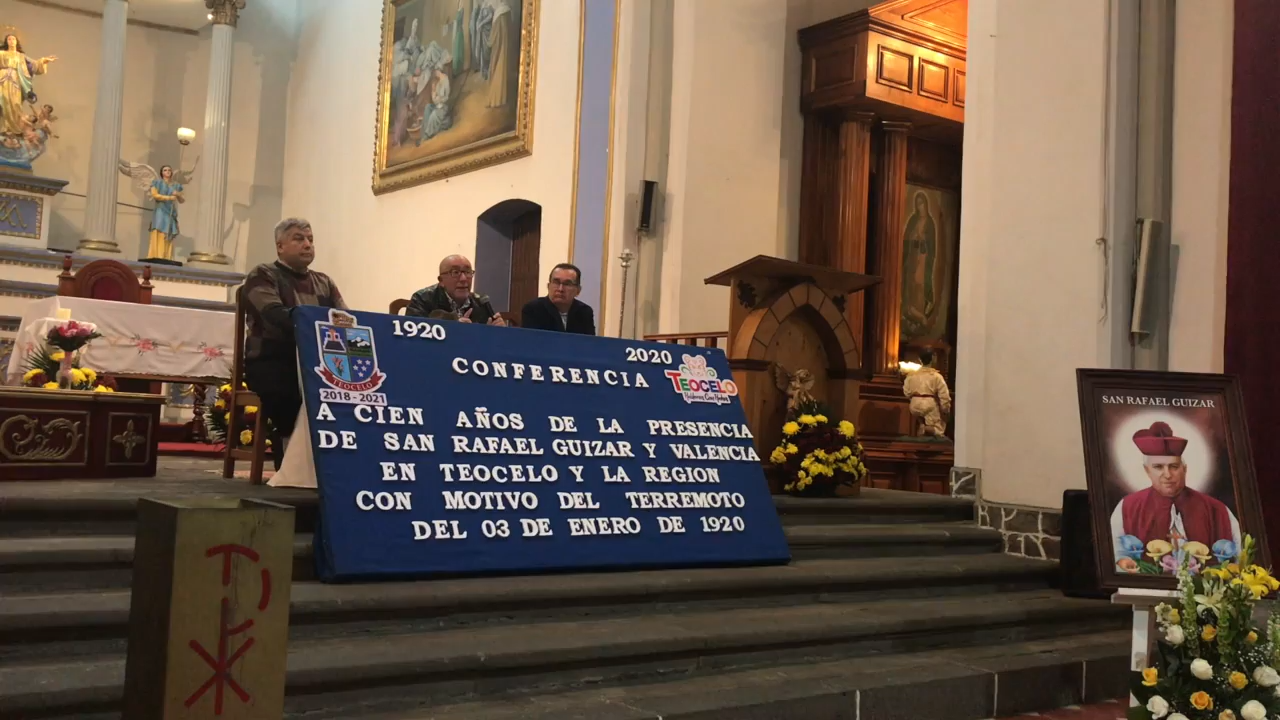 1920
2020
CONFERENCIA
TEOCELO
2018-2021
TEOCELO
A CIEN AÑOS DE LA PRESENCIA
DE SAN RAFAEL GUIZAR Y VALENCIA
EN TEOCELO Y LA REGION
CON MOTIVO DEL TERREMOTO
DEL 03 DE ENERO DE 1920
SAN RAFAEL GUIZAR